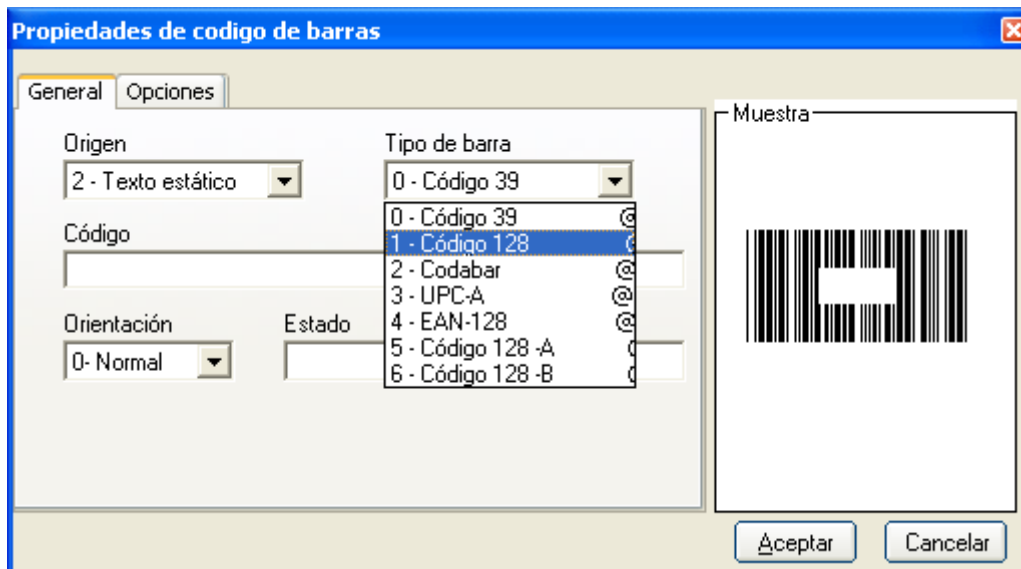 Propiedades de codigo de barras
General Opciones
Origen Tipo de barra
2 - Texto estático 0 - Código 39
0 - Código 39 @
1 - Código 128
2 - Codabar @
3 - UPC-A @
4 - EAN-128 @
5 - Código 128 -A
6 - Código 128 -B
Código
Orientación Estado
0- Normal
Muestra
Aceptar Cancelar